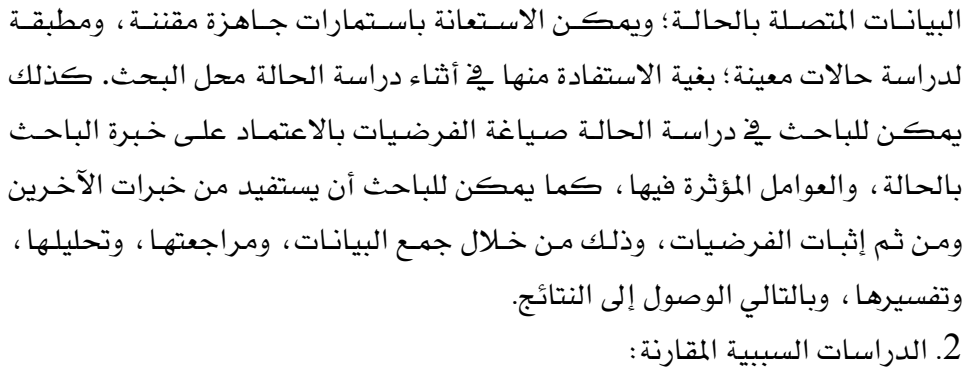 البيانات المتصلة بالحالة؛ ويمكن الاستعانة باستمارات جاهزة مقننة، ومطبقة
لدراسة حالات معينة؛ بغية الاستفادة منها في أثناء دراسة الحالة محل البحث. كذلك
يمكن للباحث في دراسة الحالة صياغة الفرضيات بالاعتماد على خبرة الباحث
بالحالة، والعوامل المؤثرة فيها، كما يمكن للباحث أن يستفيد من خبرات الآخرين
ومن ثم إثبات الفرضيات، وذلك من خلال جمع البيانات، ومراجعتها، وتحليلها،
وتفسيرها، وبالتالي الوصول إلى النتائج.
2. الدراسات السببية المقارنة: